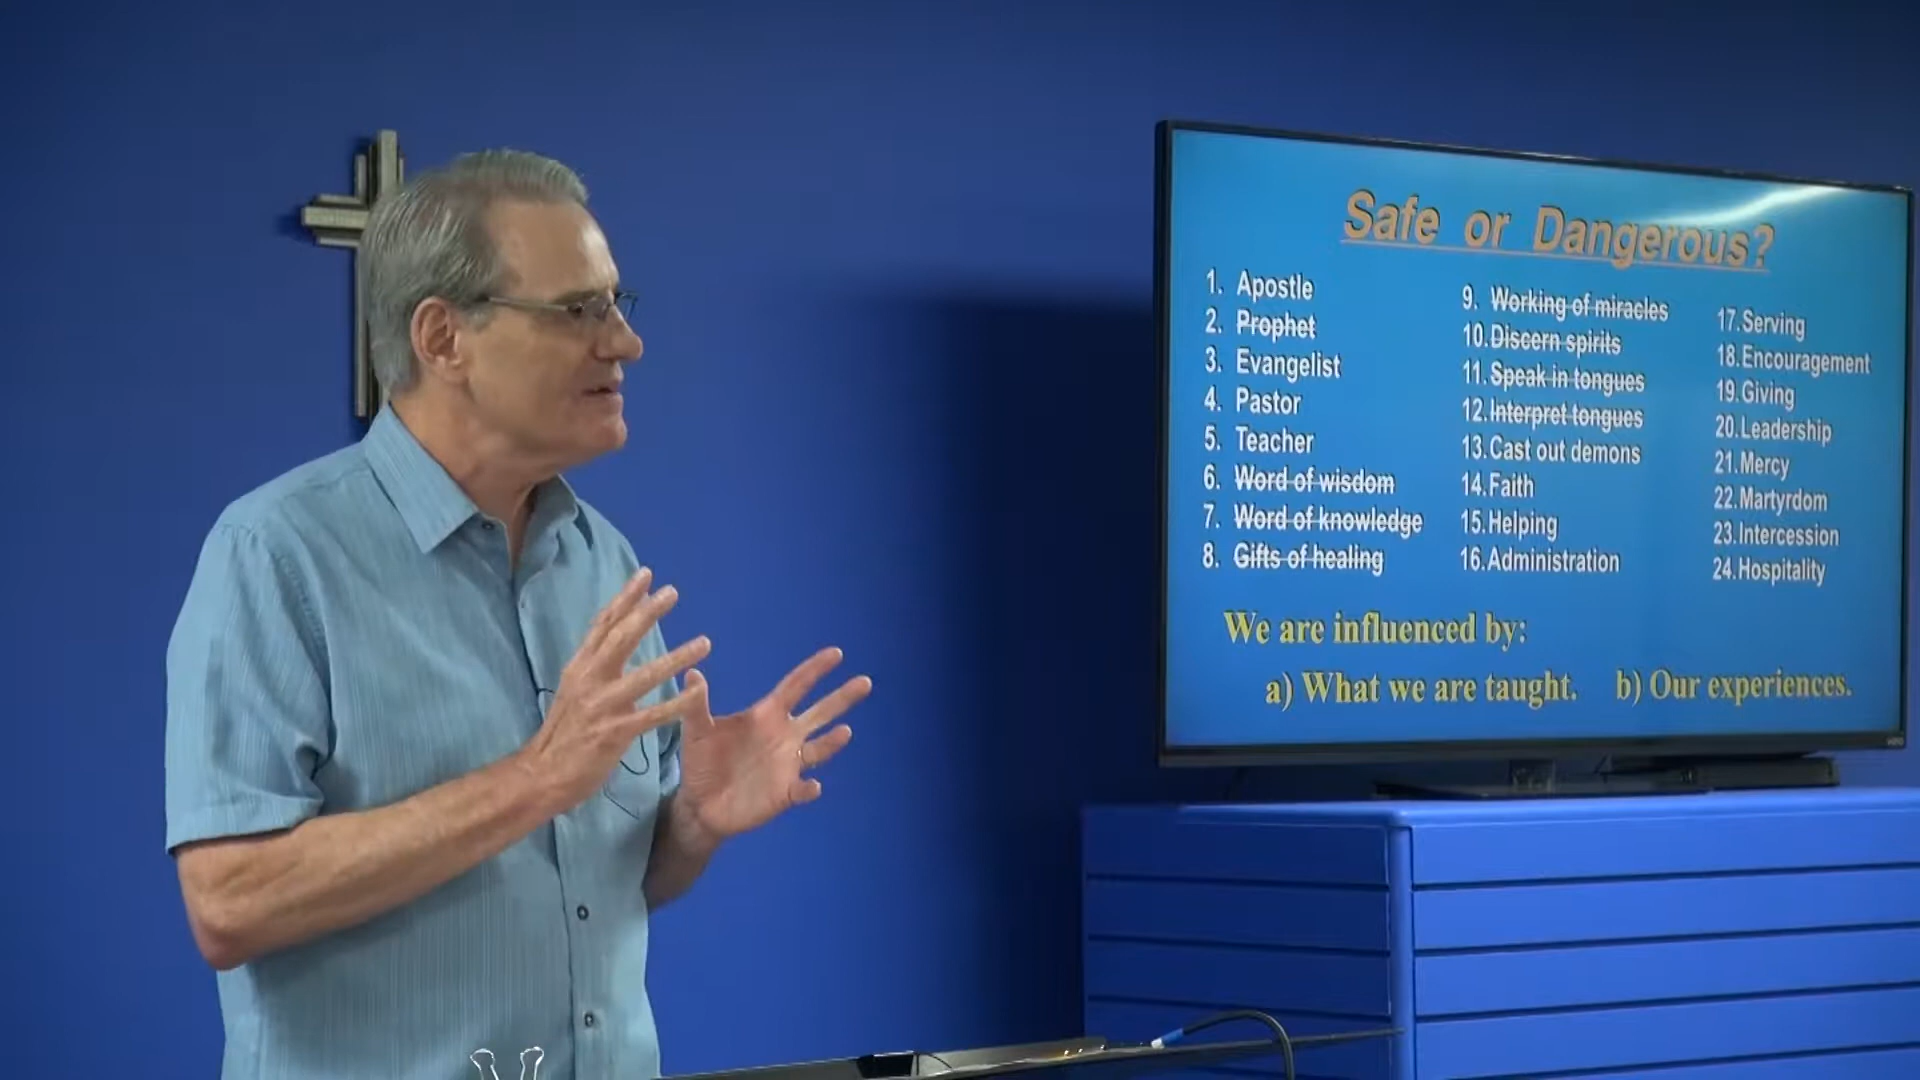 Safe or Dangerous?
1. Apostle
2. Prophet
3. Evangelist
4. Pastor
5. Teacher
6. Word of wisdom
7. Word of knowledge
8. Gifts of healing
9. Working of miracles
10. Discern spirits
11. Speak in tongues
12. Interpret tongues
13. Cast out demons
14. Faith
15. Helping
16. Administration
17. Serving
18. Encouragement
19. Giving
20. Leadership
21. Mercy
22. Martyrdom
23. Intercession
24. Hospitality
We are influenced by:
a) What we are taught. b) Our experiences.
VIZIO